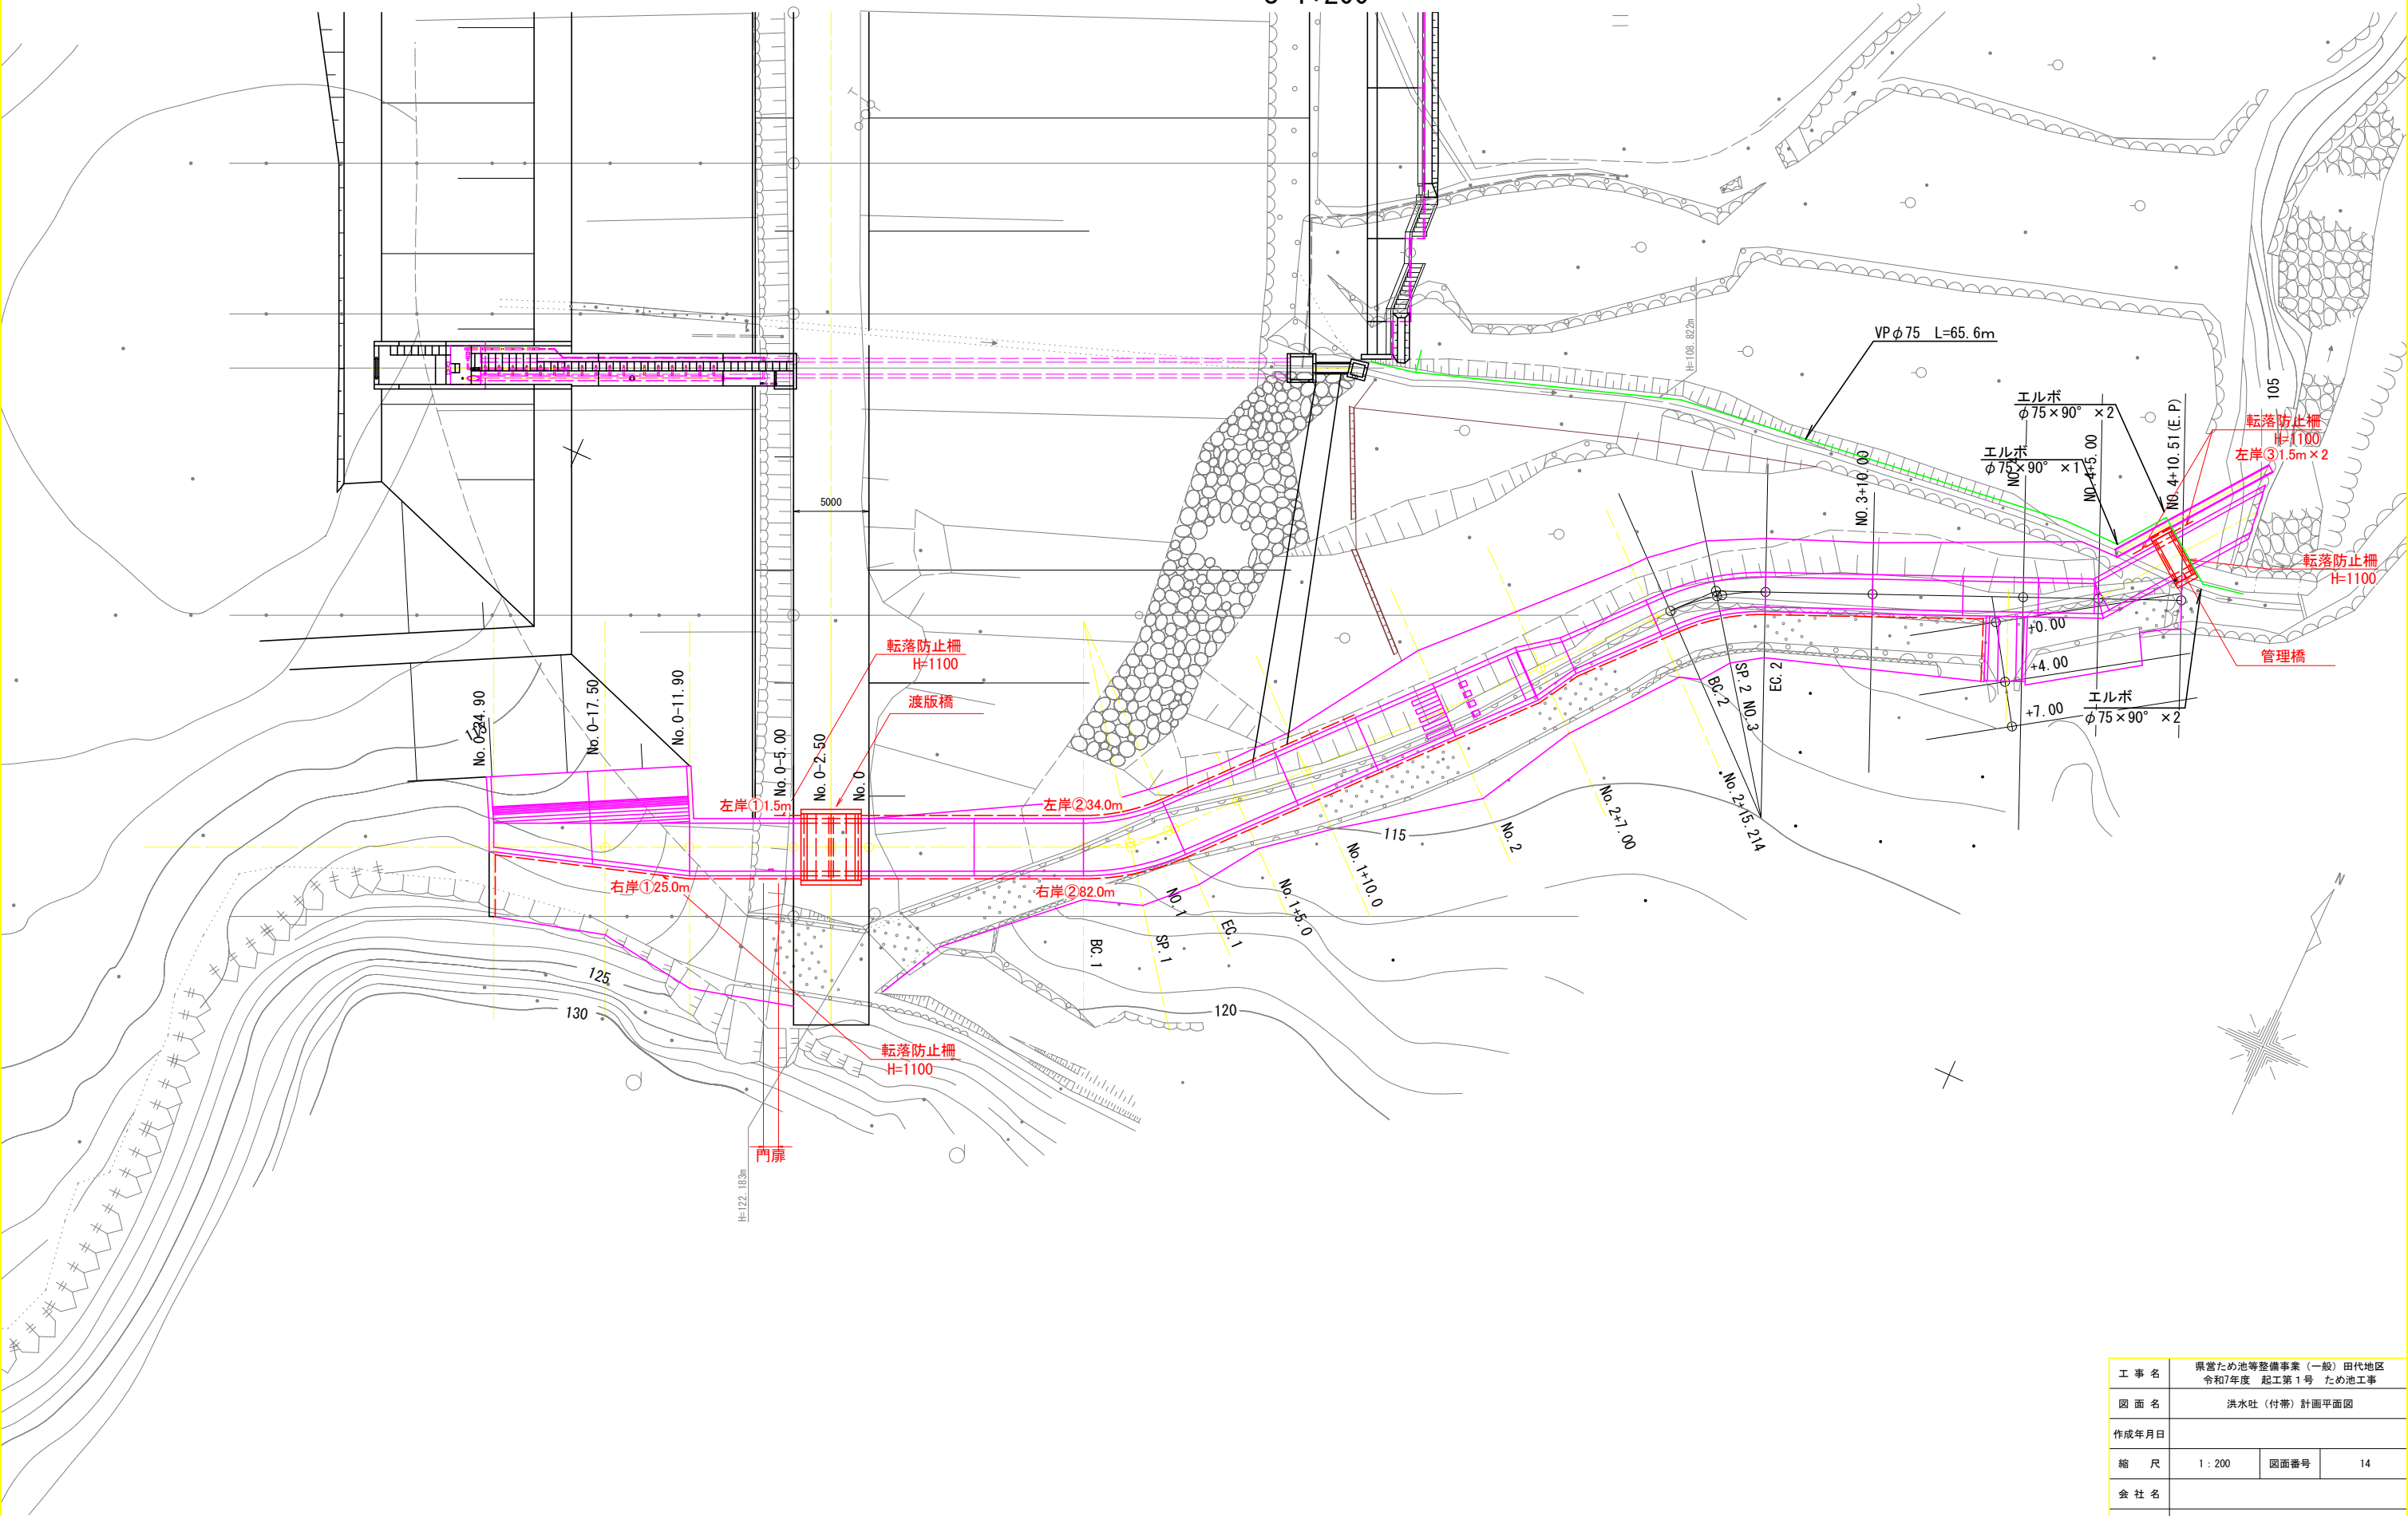 VPφ75 L=65.6m
H=108.822m
エルボ
φ75×90° ×2
エルボ
φ75×90° ×1
NO.3+10.00
NO.4+5.00
NO.4+10.51(E.P)
105
転落防止柵
H=1100
左岸③1.5m×2
転落防止柵
H=1100
管理橋
エルボ
φ75×90° ×2
+0.00
+4.00
+7.00
5000
転落防止柵
H=1100
渡版橋
No.0-17.50
No.0-11.90
No.0-5.00
No.0-2.50
No.0
左岸①1.5m
左岸②34.0m
右岸①25.0m
右岸②82.0m
BC.2
SP.2 NO.3
EC.2
No.2+15.214
No.2+7.00
No.2
No.1+10.0
No.1+5.0
NO.1
EC.1
SP.1
BC.1
115
120
125
130
転落防止柵
H=1100
門扉
H=122.183m
N
工事名 県営ため池等整備事業(一般)田代地区
令和7年度 起工第1号 ため池工事
図面名 洪水吐(付帯)計画平面図
作成年月日
縮 尺 1:200 図面番号 14
会社名